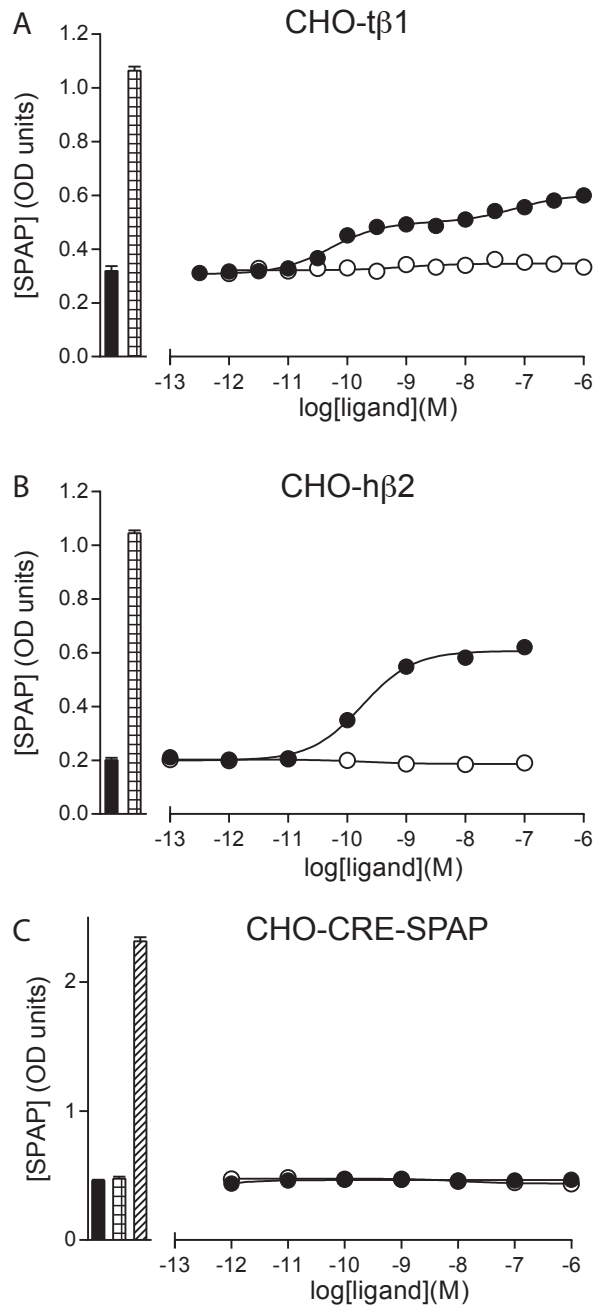 A
CHO-tβ1
[SPAP] (OD units)
1.2
1.0
0.8
0.6
0.4
0.2
0.0
-13 -12 -11 -10 -9 -8 -7 -6
log[ligand](M)
B
CHO-hβ2
[SPAP] (OD units)
1.2
1.0
0.8
0.6
0.4
0.2
0.0
-13 -12 -11 -10 -9 -8 -7 -6
log[ligand](M)
C
CHO-CRE-SPAP
[SPAP] (OD units)
2
1
0
-13 -12 -11 -10 -9 -8 -7 -6
log[ligand](M)